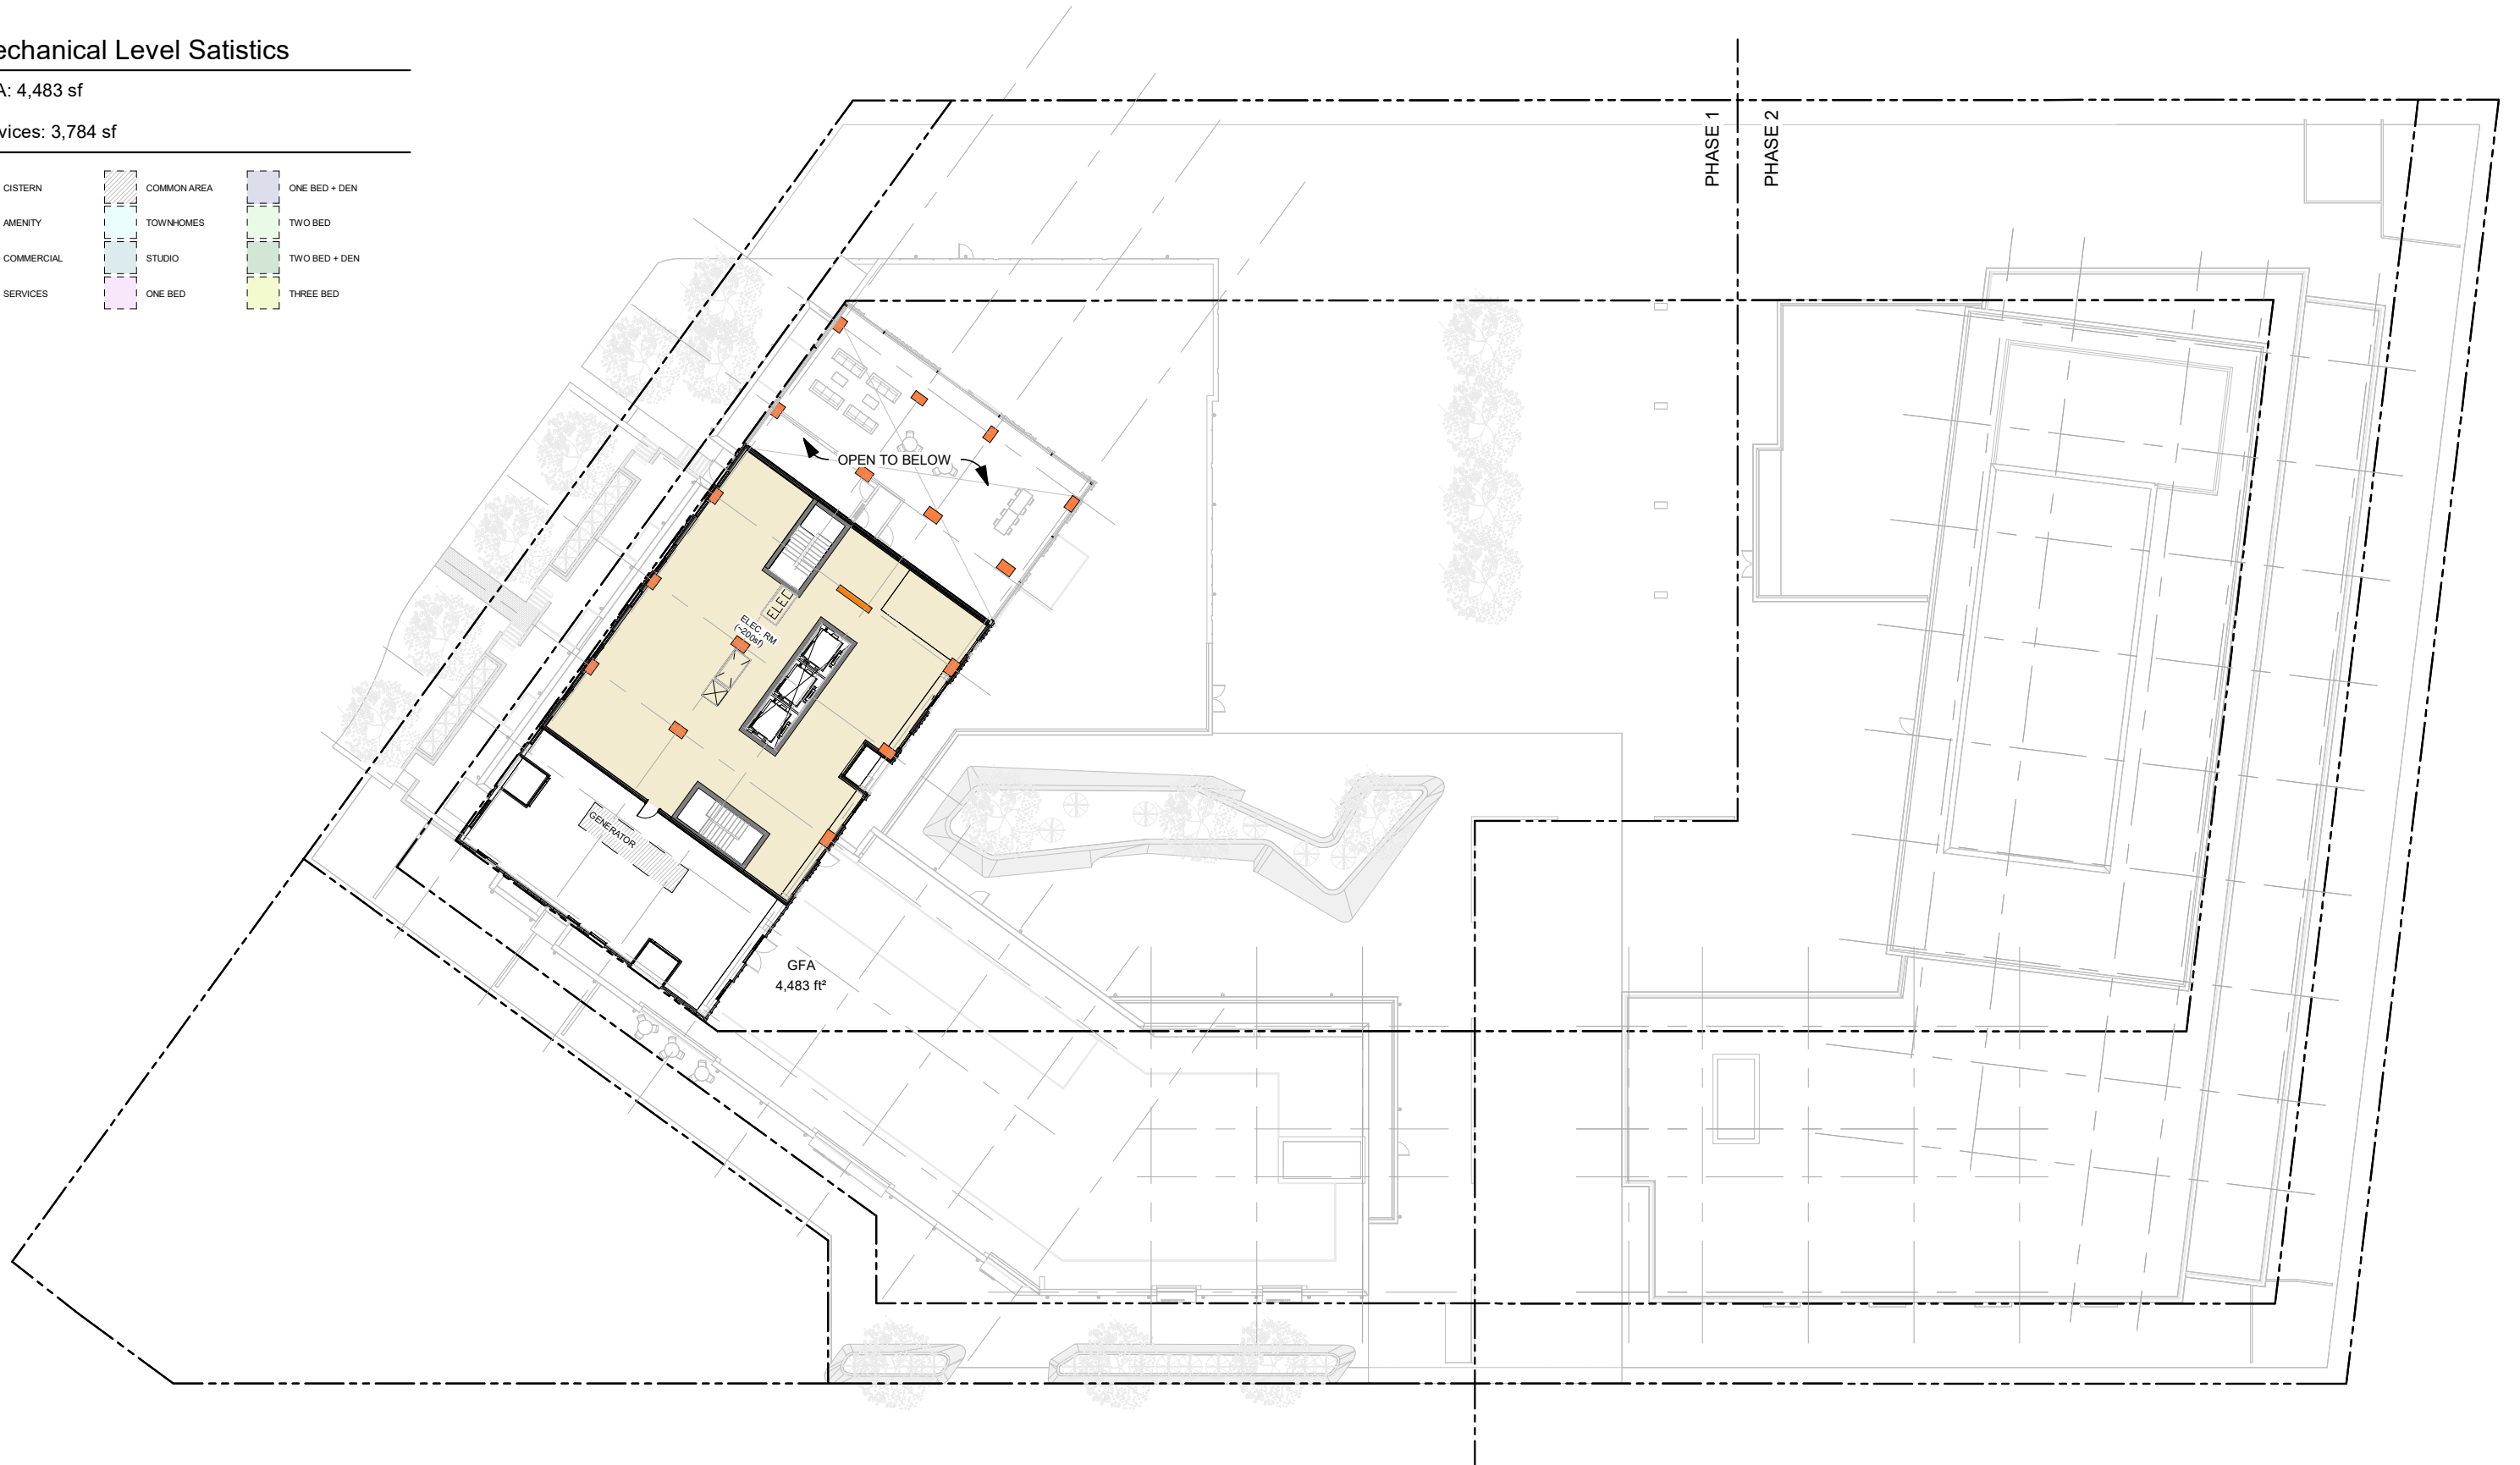 echanical Level Satistics
A: 4,483 sf
vices: 3,784 sf
CISTERN
COMMON AREA
ONE BED + DEN
AMENITY
TOWNHOMES
TWO BED
COMMERCIAL
STUDIO
TWO BED + DEN
SERVICES
ONE BED
THREE BED
PHASE 1
PHASE 2
OPEN TO BELOW
ELEC
ELEC. RM
(~200sf)
GENERATOR
GFA
4,483 ft²